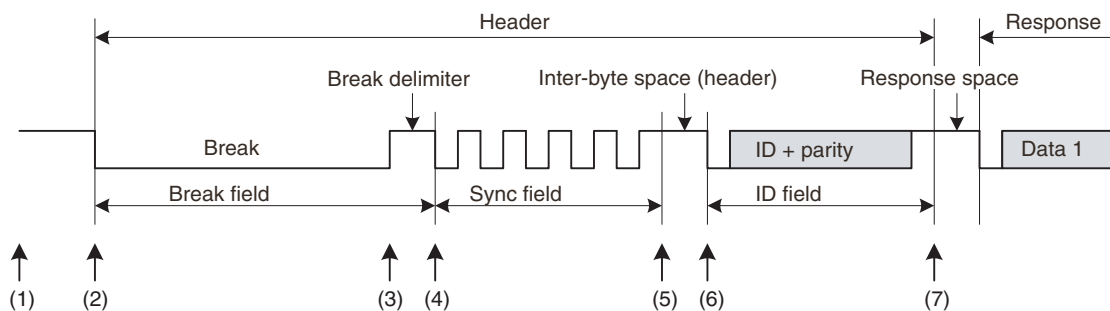 Header
Response
Break delimiter
Inter-byte space (header)
Response space
Break
ID + parity
Data 1
Break field
Sync field
ID field
(1)
(2)
(3)
(4)
(5)
(6)
(7)